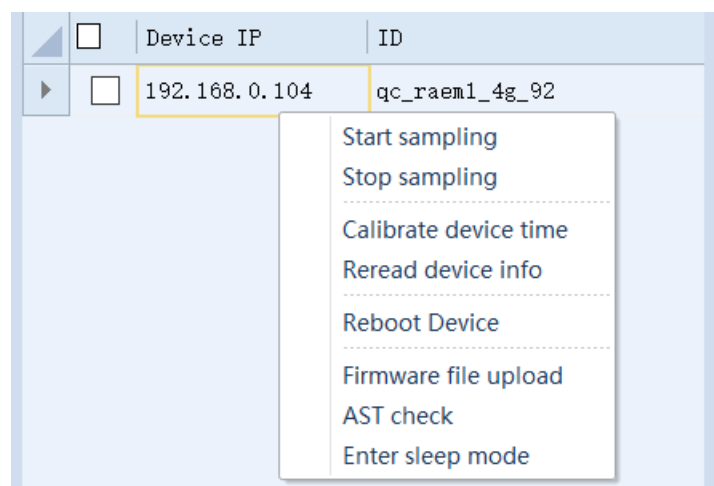 Device IP ID
192.168.0.104 qc_raem1_4g_92
Start sampling
Stop sampling
Calibrate device time
Reread device info
Reboot Device
Firmware file upload
AST check
Enter sleep mode